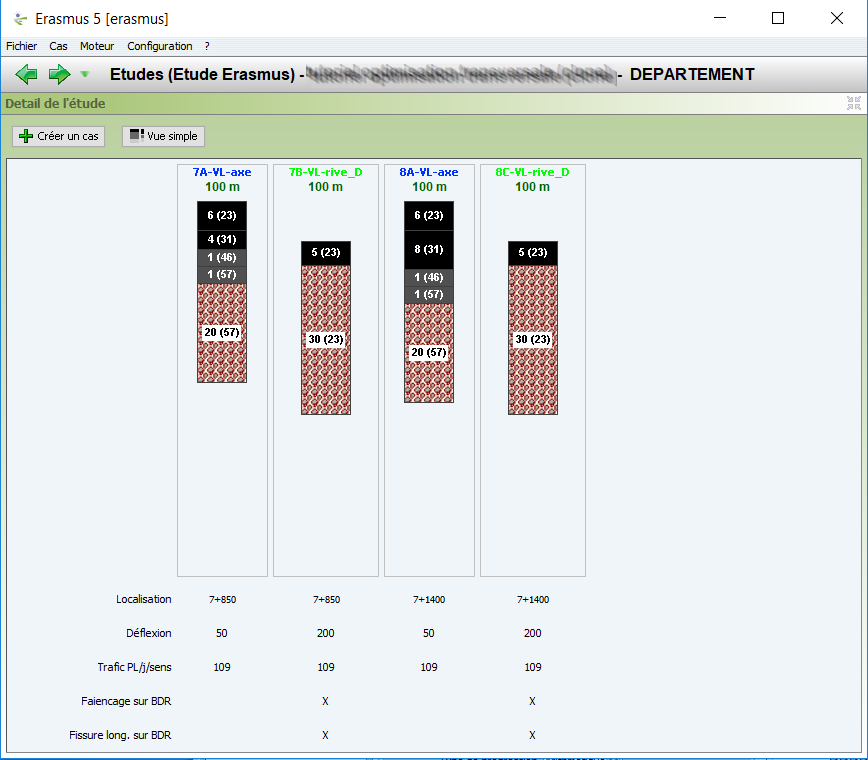 Erasmus 5 [erasmus]
Fichier Cas Moteur Configuration ?
Etudes (Etude Erasmus) - - DEPARTEMENT
Detail de l'étude
Créer un cas Vue simple
7A-VL-axe 7B-VL-rive_D 8A-VL-axe 8C-VL-rive_D
100 m 100 m 100 m 100 m
6 (23) 6 (23)
4 (31) 5 (23) 8 (31) 5 (23)
1 (46) 1 (46)
1 (57) 1 (57)
20 (57) 30 (23) 20 (57) 30 (23)
Localisation 7+850 7+850 7+1400 7+1400
Déflexion 50 200 50 200
Trafic PL/j/sens 109 109 109 109
Faiencage sur BDR X X
Fissure long. sur BDR X X